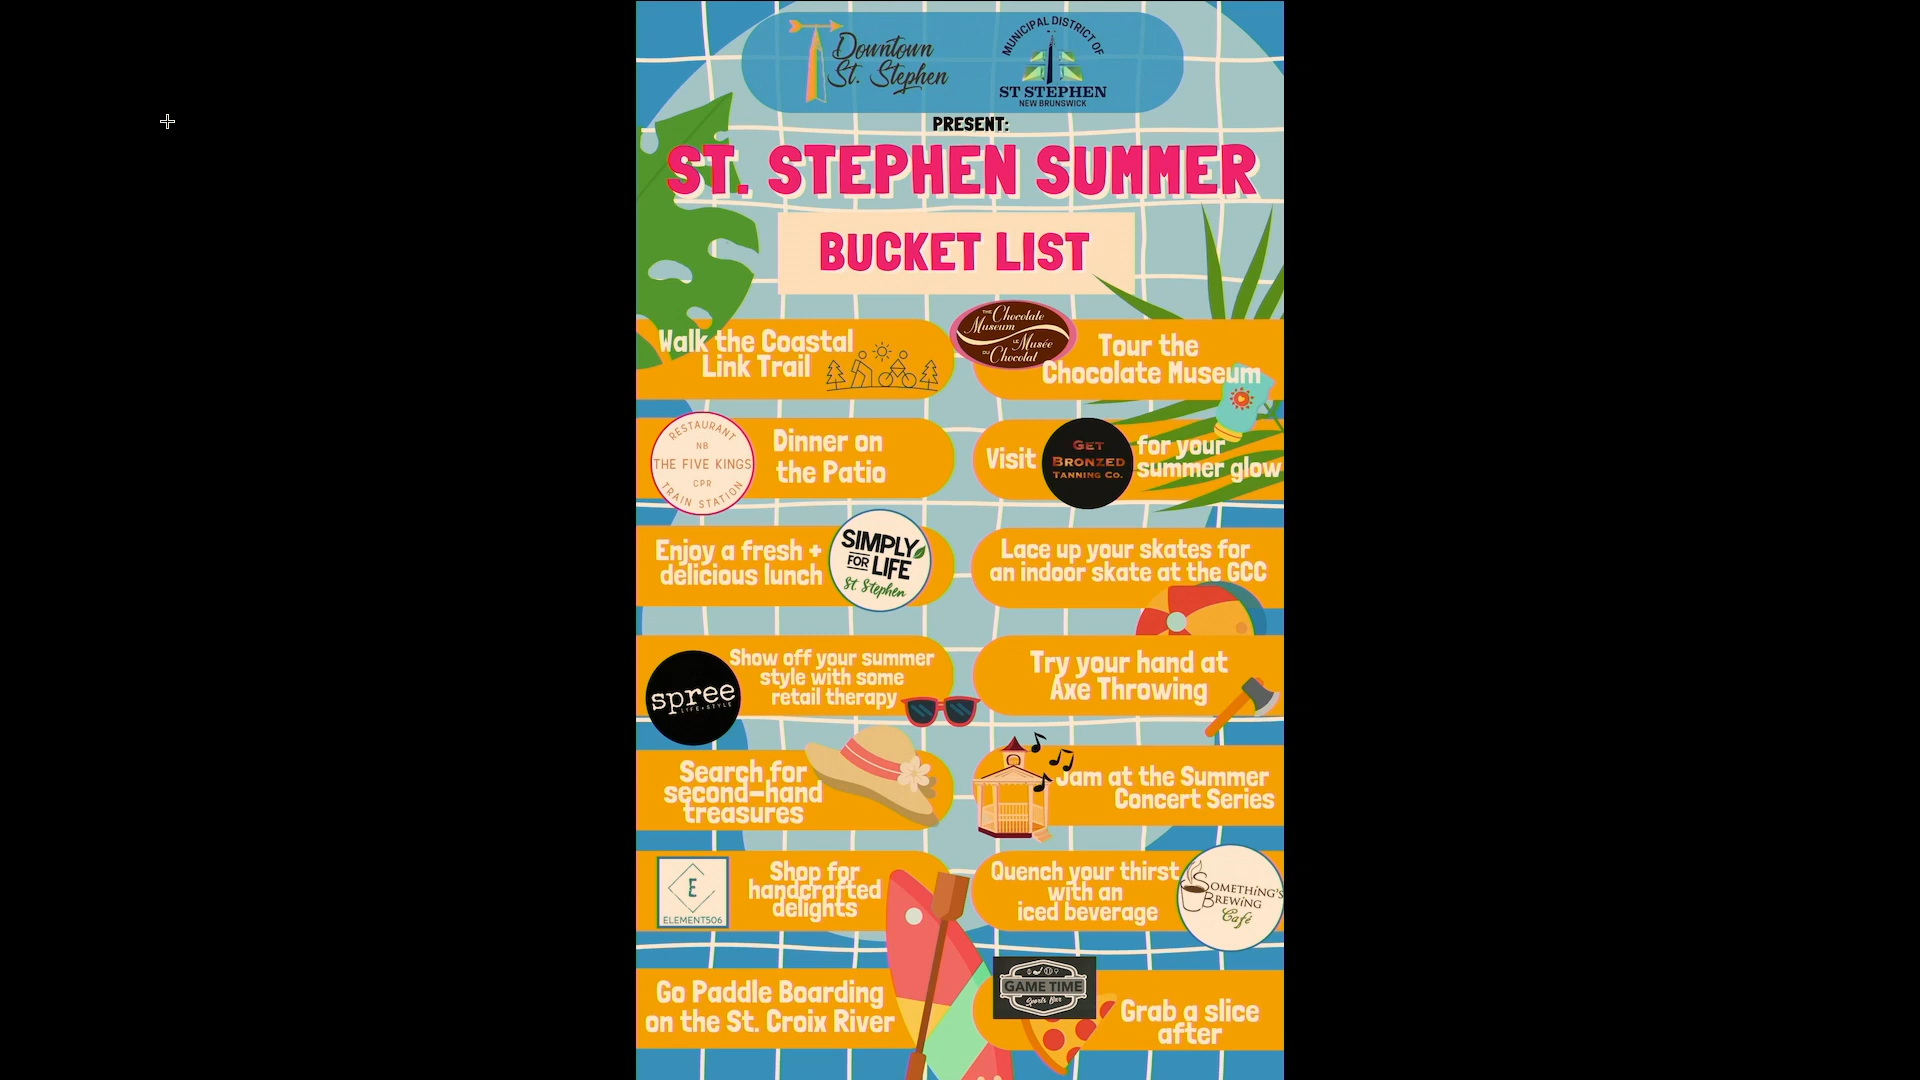 Downtown
St. Stephen
MUNICIPAL DISTRICT OF
ST STEPHEN
NEW BRUNSWICK
PRESENT:
ST. STEPHEN SUMMER
BUCKET LIST
Walk the Coastal
Link Trail
THE Chocolate
Museum
LE Musée
DU Chocolat
Tour the
Chocolate Museum
RESTAURANT
NB
THE FIVE KINGS
CPR
TRAIN STATION
Dinner on
the Patio
Visit
GET
BRONZED
TANNING CO.
for your
summer glow
Enjoy a fresh +
delicious lunch
SIMPLY
FOR LIFE
St. Stephen
Lace up your skates for
an indoor skate at the GCC
spree
LIFE+STYLE
Show off your summer
style with some
retail therapy
Try your hand at
Axe Throwing
Search for
second-hand
treasures
Jam at the Summer
Concert Series
E
ELEMENT506
Shop for
handcrafted
delights
Quench your thirst
with an
iced beverage
SOMETHiNG'S
BREWiNG
Café
Go Paddle Boarding
on the St. Croix River
GAME TIME
Sports Bar
Grab a slice
after